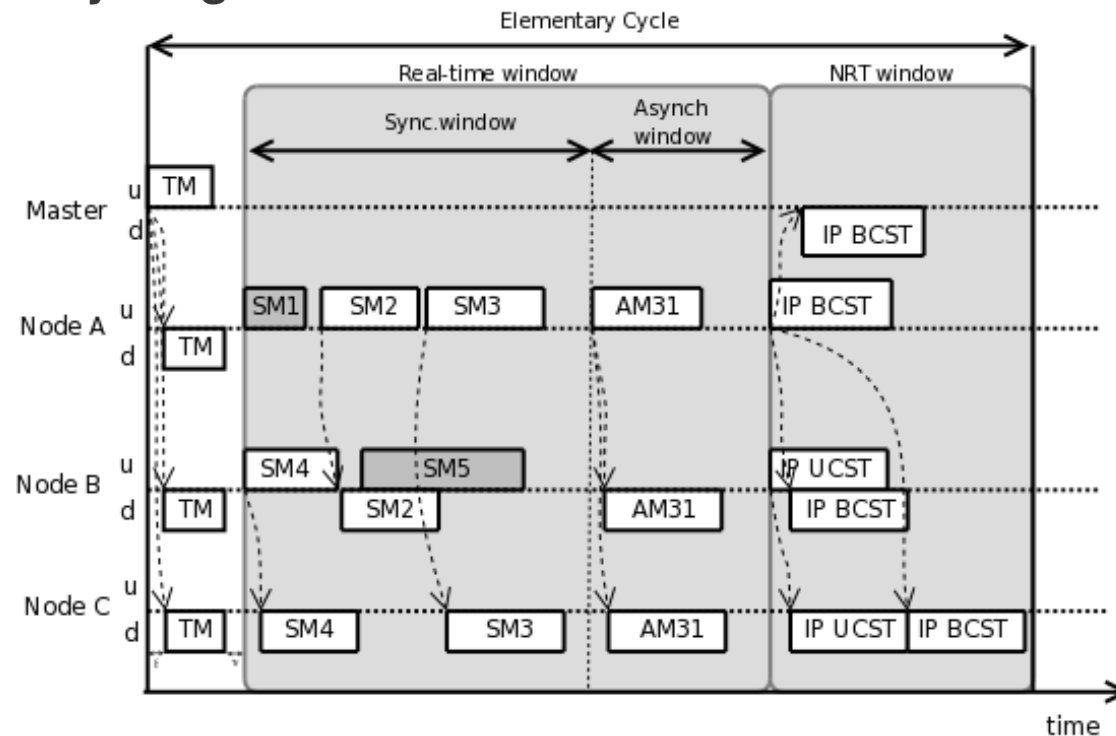 Elementary Cycle
Real-time window
NRT window
Sync.window
Asynch
window
u
TM
Master
d
IP BCST
u
SM1
SM2
SM3
AM31
IP BCST
Node A
d
TM
u
SM4
SM5
IP UCST
Node B
d
TM
SM2
AM31
IP BCST
u
Node C
d
TM
SM4
SM3
AM31
IP UCST
IP BCST
time